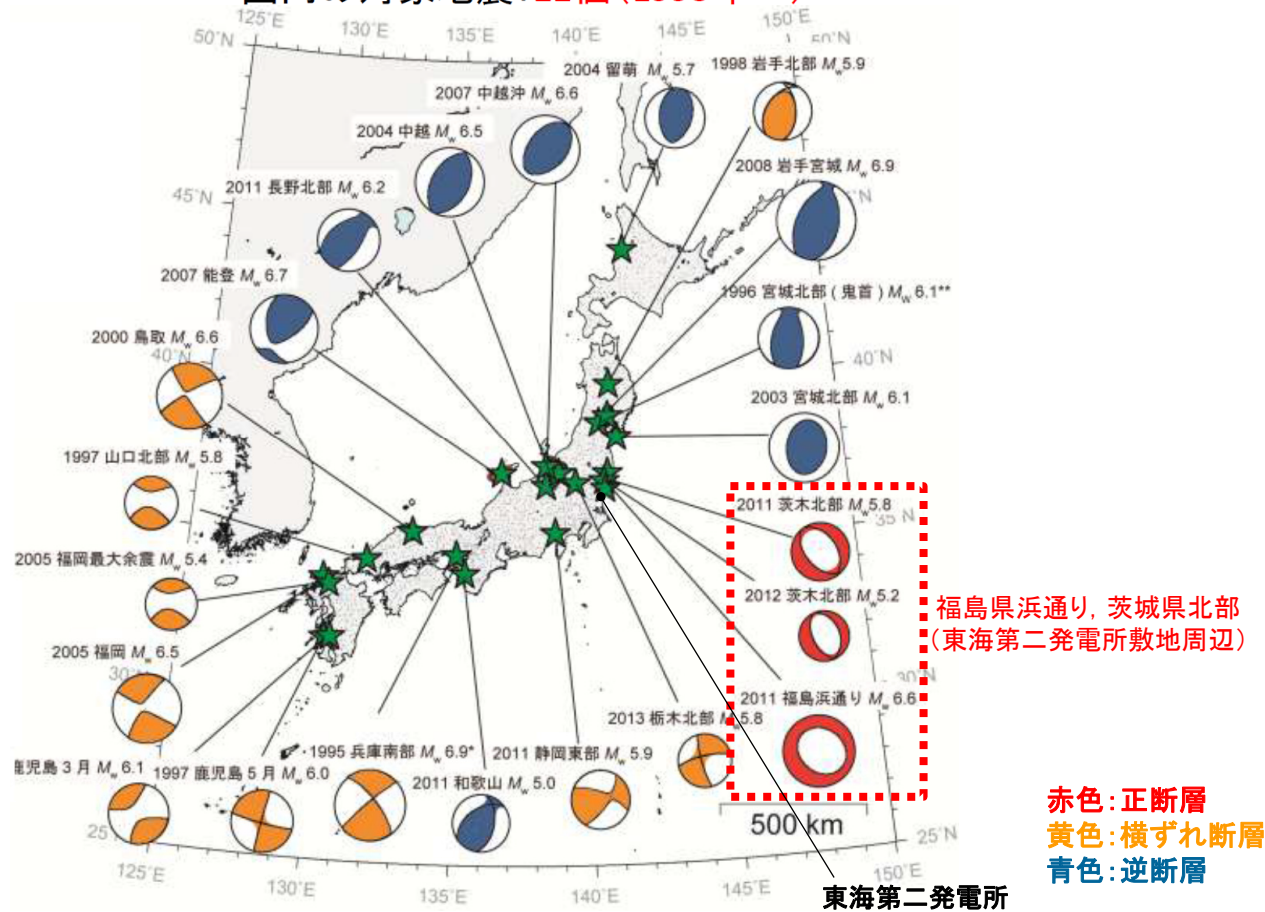 125°E
130°E
135°E
140°E
145°E
150°E
50°N
50°N
2004 留萌 Mw 5.7
1998 岩手北部 Mw 5.9
2007 中越沖 Mw 6.6
2004 中越 Mw 6.5
2008 岩手宮城 Mw 6.9
2011 長野北部 Mw 6.2
45°N
2007 能登 Mw 6.7
1996 宮城北部 ( 鬼首 ) Mw 6.1**
2000 鳥取 Mw 6.6
40°N
40°N
2003 宮城北部 Mw 6.1
1997 山口北部 Mw 5.8
2011 茨木北部 Mw 5.8
35°N
2005 福岡最大余震 Mw 5.4
2012 茨木北部 Mw 5.2
福島県浜通り，茨城県北部
（東海第二発電所敷地周辺）
2005 福岡 Mw 6.5
30°N
30°N
2011 福島浜通り Mw 6.6
2013 栃木北部 Mw 5.8
1995 兵庫南部 Mw 6.9*
2011 静岡東部 Mw 5.9
鹿児島 3 月 Mw 6.1
1997 鹿児島 5 月 Mw 6.0
2011 和歌山 Mw 5.0
赤色：正断層
500 km
黄色：横ずれ断層
25°
25°N
青色：逆断層
125°E
130°E
135°E
140°E
145°E
150°E
東海第二発電所